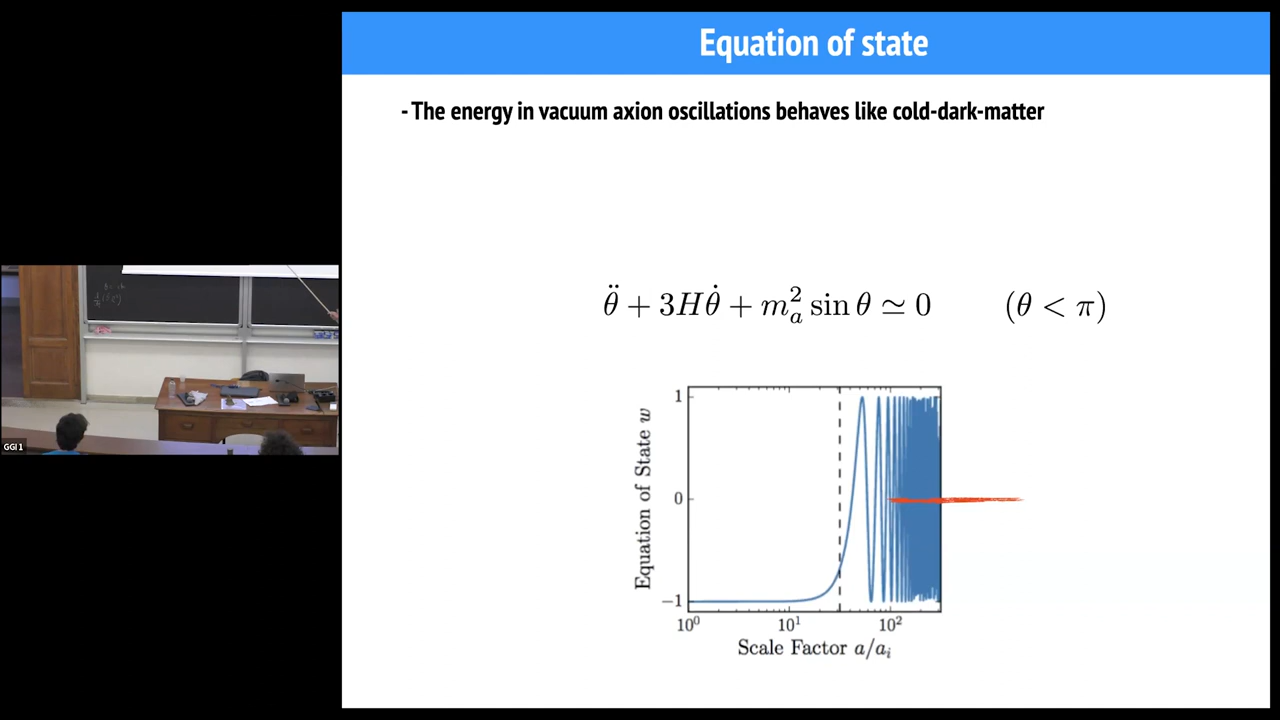 Equation of state
- The energy in vacuum axion oscillations behaves like cold-dark-matter
θ̈ + 3Hθ̇ + m_a^2 sin θ ≃ 0 (θ < π)
1
0
−1
Equation of State w
10^0 10^1 10^2
Scale Factor a/a_i
GGI 1